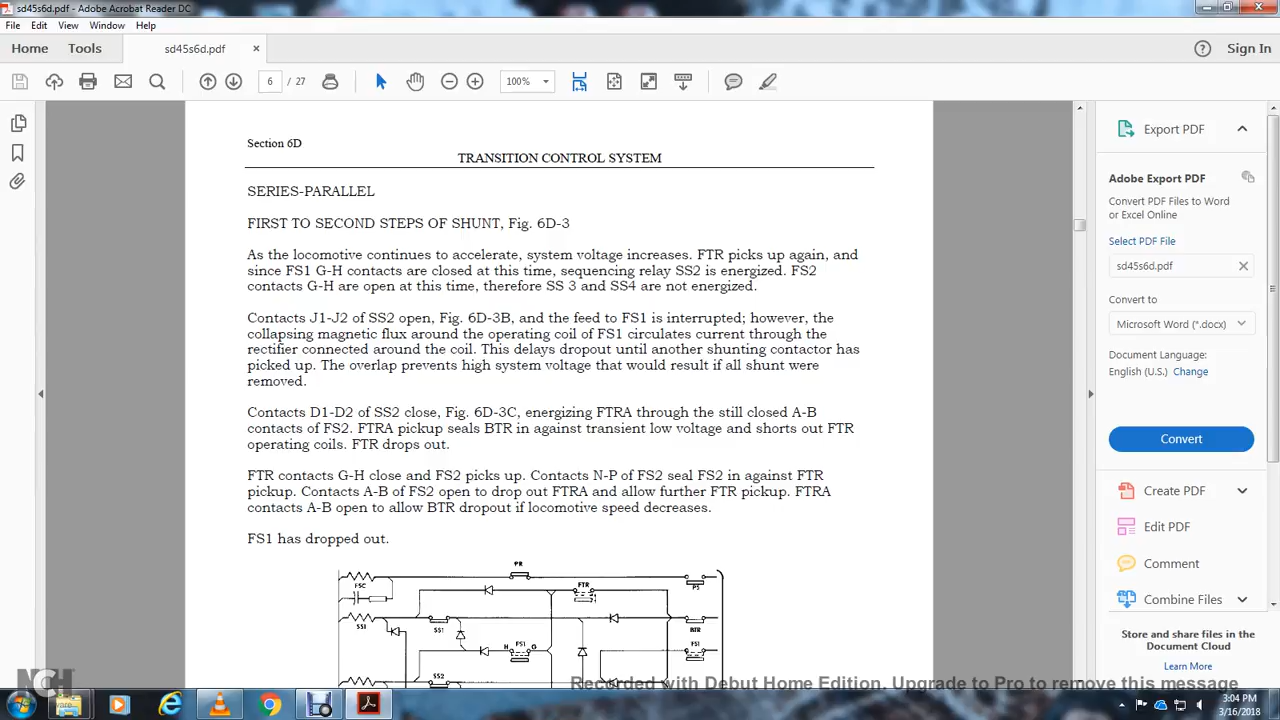 sd45s6d.pdf - Adobe Acrobat Reader DC
File Edit View Window Help
Home Tools sd45s6d.pdf × ? Sign In
6 / 27 100%
Section 6D
TRANSITION CONTROL SYSTEM
SERIES-PARALLEL
FIRST TO SECOND STEPS OF SHUNT, Fig. 6D-3
As the locomotive continues to accelerate, system voltage increases. FTR picks up again, and
since FS1 G-H contacts are closed at this time, sequencing relay SS2 is energized. FS2
contacts G-H are open at this time, therefore SS 3 and SS4 are not energized.
Contacts J1-J2 of SS2 open, Fig. 6D-3B, and the feed to FS1 is interrupted; however, the
collapsing magnetic flux around the operating coil of FS1 circulates current through the
rectifier connected around the coil. This delays dropout until another shunting contactor has
picked up. The overlap prevents high system voltage that would result if all shunt were
removed.
Contacts D1-D2 of SS2 close, Fig. 6D-3C, energizing FTRA through the still closed A-B
contacts of FS2. FTRA pickup seals BTR in against transient low voltage and shorts out FTR
operating coils. FTR drops out.
FTR contacts G-H close and FS2 picks up. Contacts N-P of FS2 seal FS2 in against FTR
pickup. Contacts A-B of FS2 open to drop out FTRA and allow further FTR pickup. FTRA
contacts A-B open to allow BTR dropout if locomotive speed decreases.
FS1 has dropped out.
PR
FSC FTR PS
SS1 SS1 BTR
H FS1 G FS1
SS2
Export PDF
Adobe Export PDF
Convert PDF Files to Word
or Excel Online
Select PDF File
sd45s6d.pdf
Convert to
Microsoft Word (*.docx)
Document Language:
English (U.S.) Change
Convert
Create PDF
Edit PDF
Comment
Combine Files
Store and share files in the
Document Cloud
Learn More
Recorded with Debut Home Edition. Upgrade to Pro to remove this message
NCH
ware
3:04 PM
3/16/2018